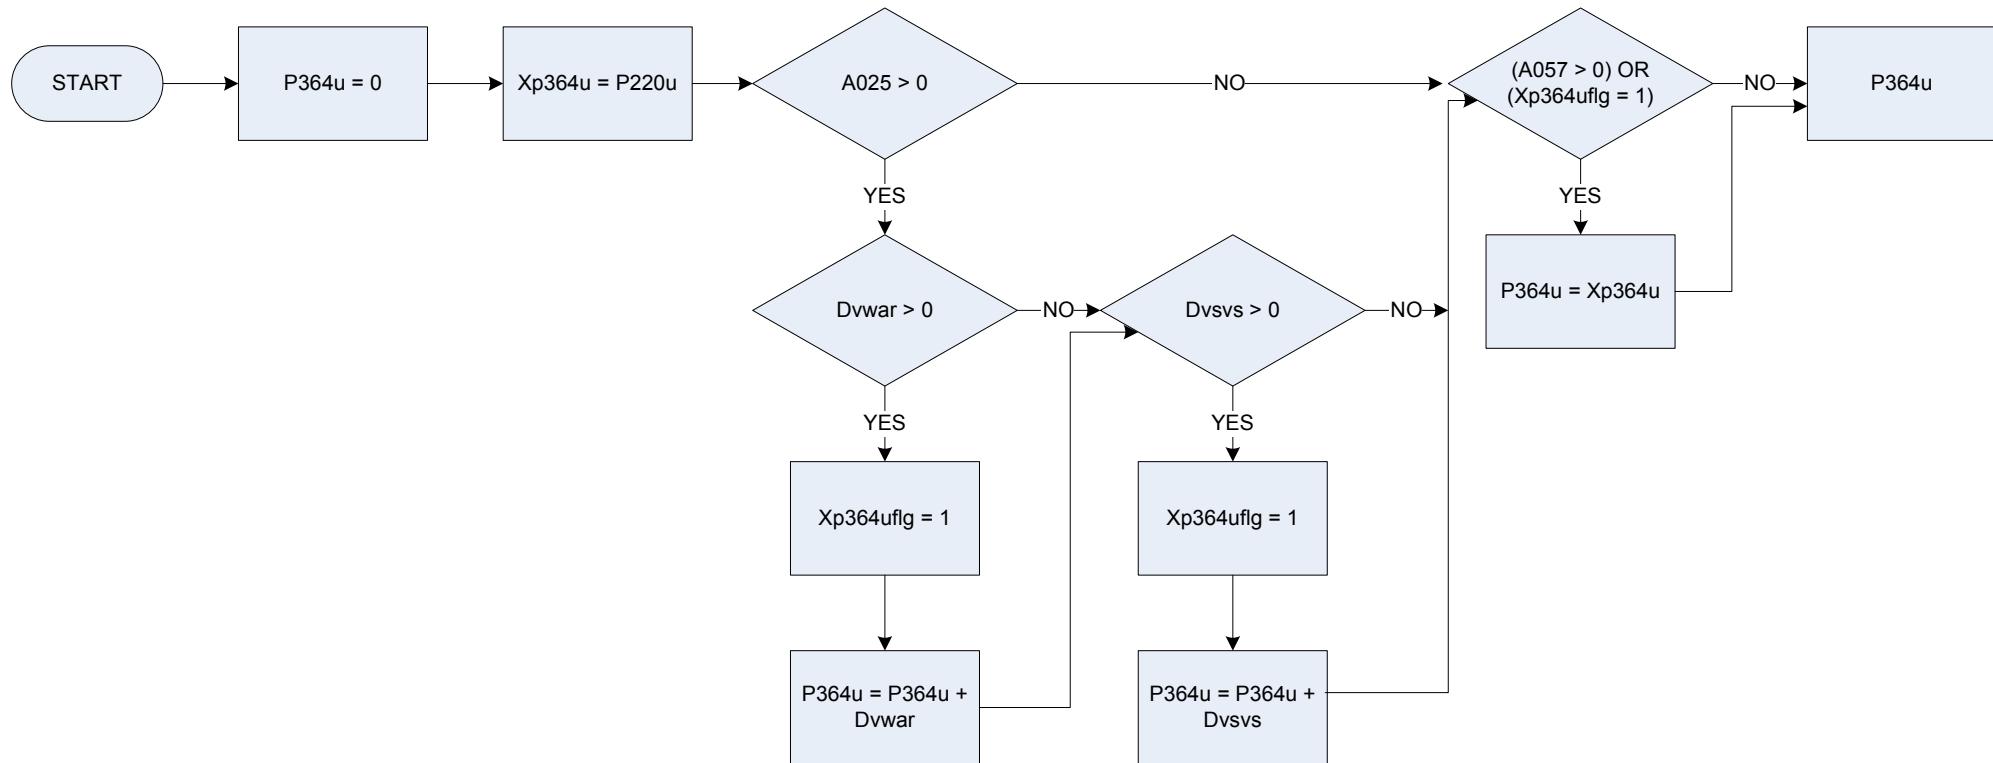 START
P364u = 0
Xp364u = P220u
A025 > 0
NO
(A057 > 0) OR
(Xp364uflg = 1)
NO
P364u
YES
YES
Dvwar > 0
NO
Dvsvs > 0
NO
P364u = Xp364u
YES
YES
Xp364uflg = 1
Xp364uflg = 1
P364u = P364u +
Dvwar
P364u = P364u +
Dvsvs